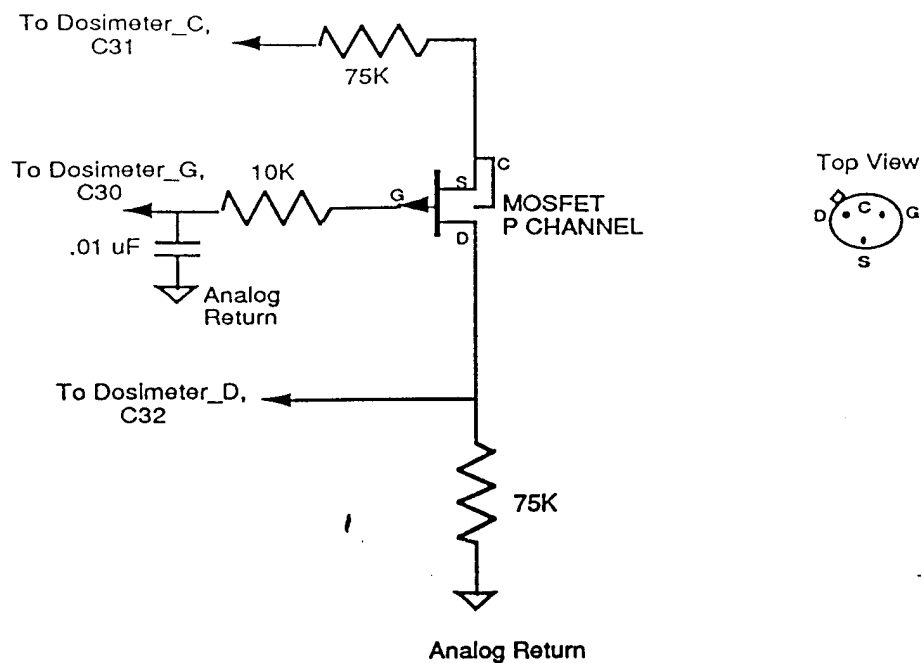 To Dosimeter_C,
C31
75K
To Dosimeter_G,
C30
10K
G
S
C
D
MOSFET
P CHANNEL
.01 uF
Analog
Return
To Dosimeter_D,
C32
75K
Analog Return
Top View
D
C
G
S